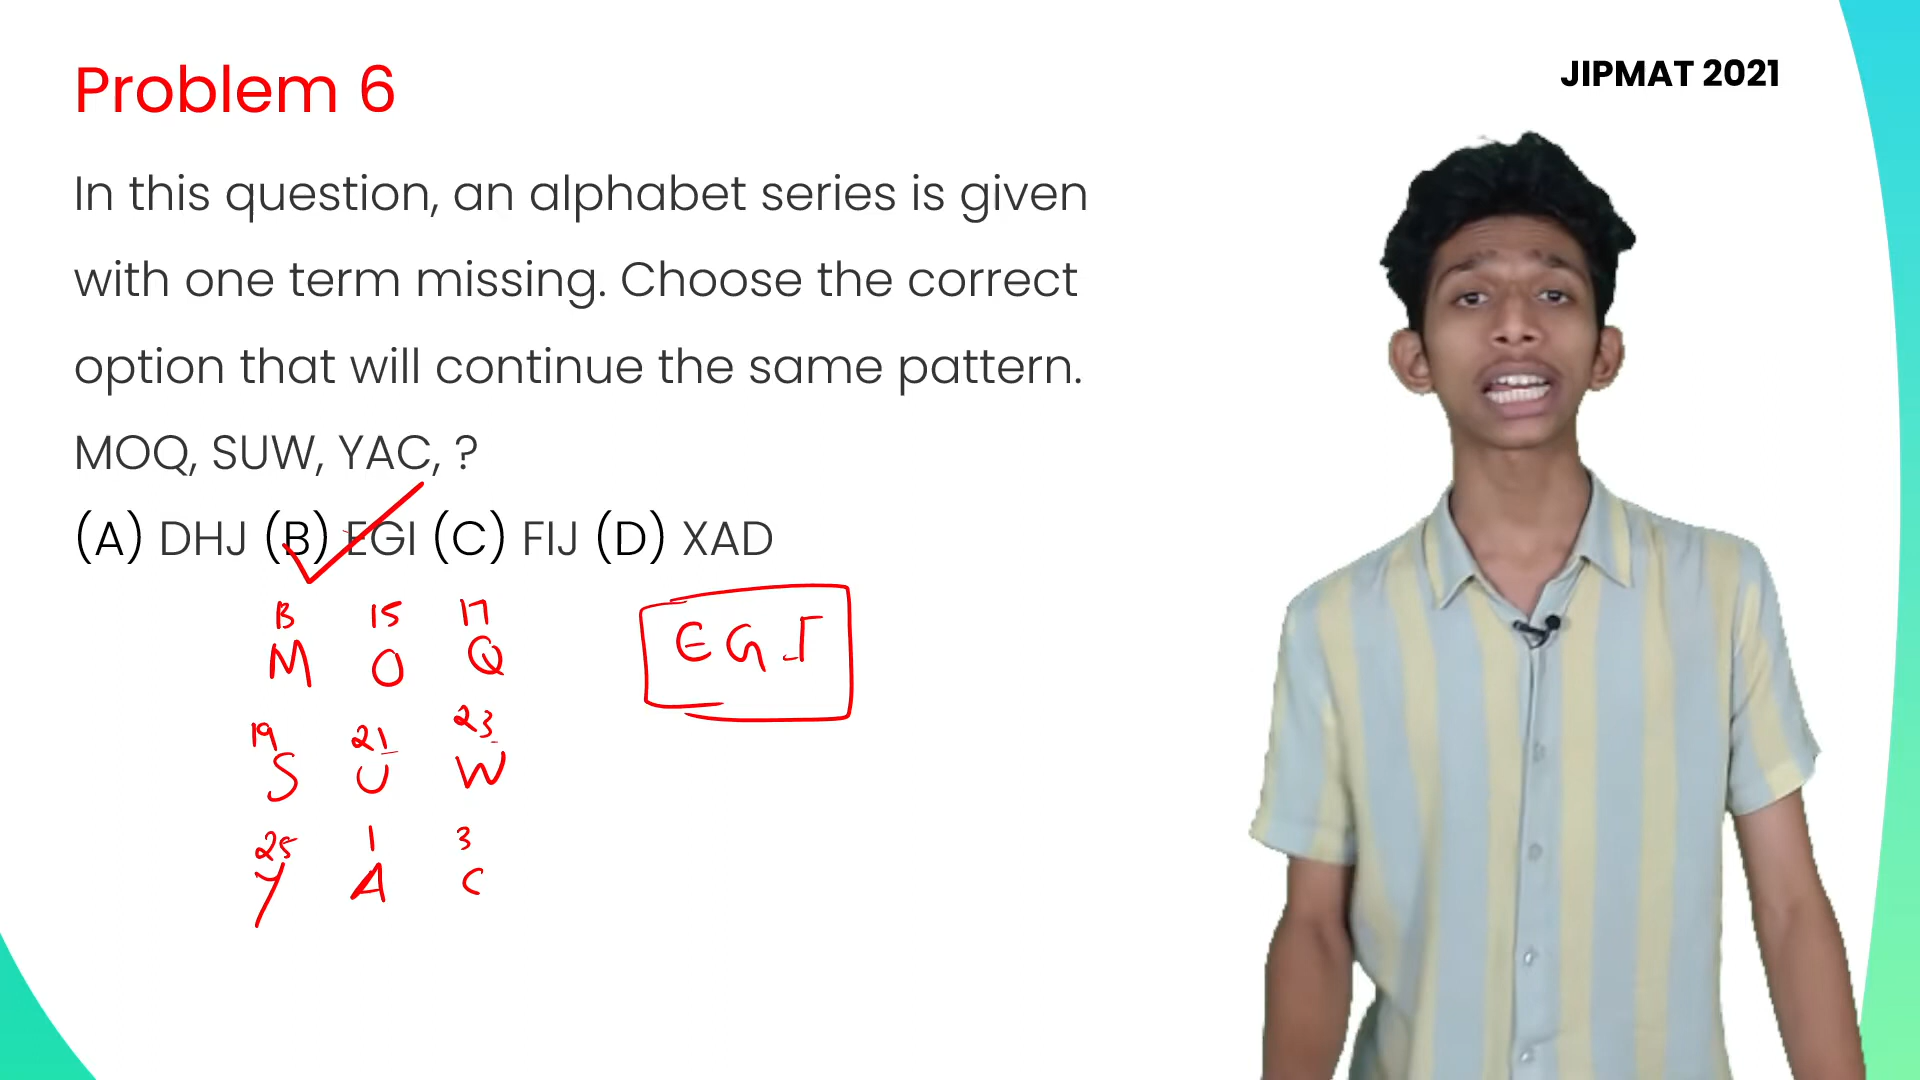 Problem 6
JIPMAT 2021
In this question, an alphabet series is given
with one term missing. Choose the correct
option that will continue the same pattern.
MOQ, SUW, YAC, ?
(A) DHJ (B) EGI (C) FIJ (D) XAD
13 15 17
M O Q
E G I
19 21 23
S U W
25 1 3
Y A C